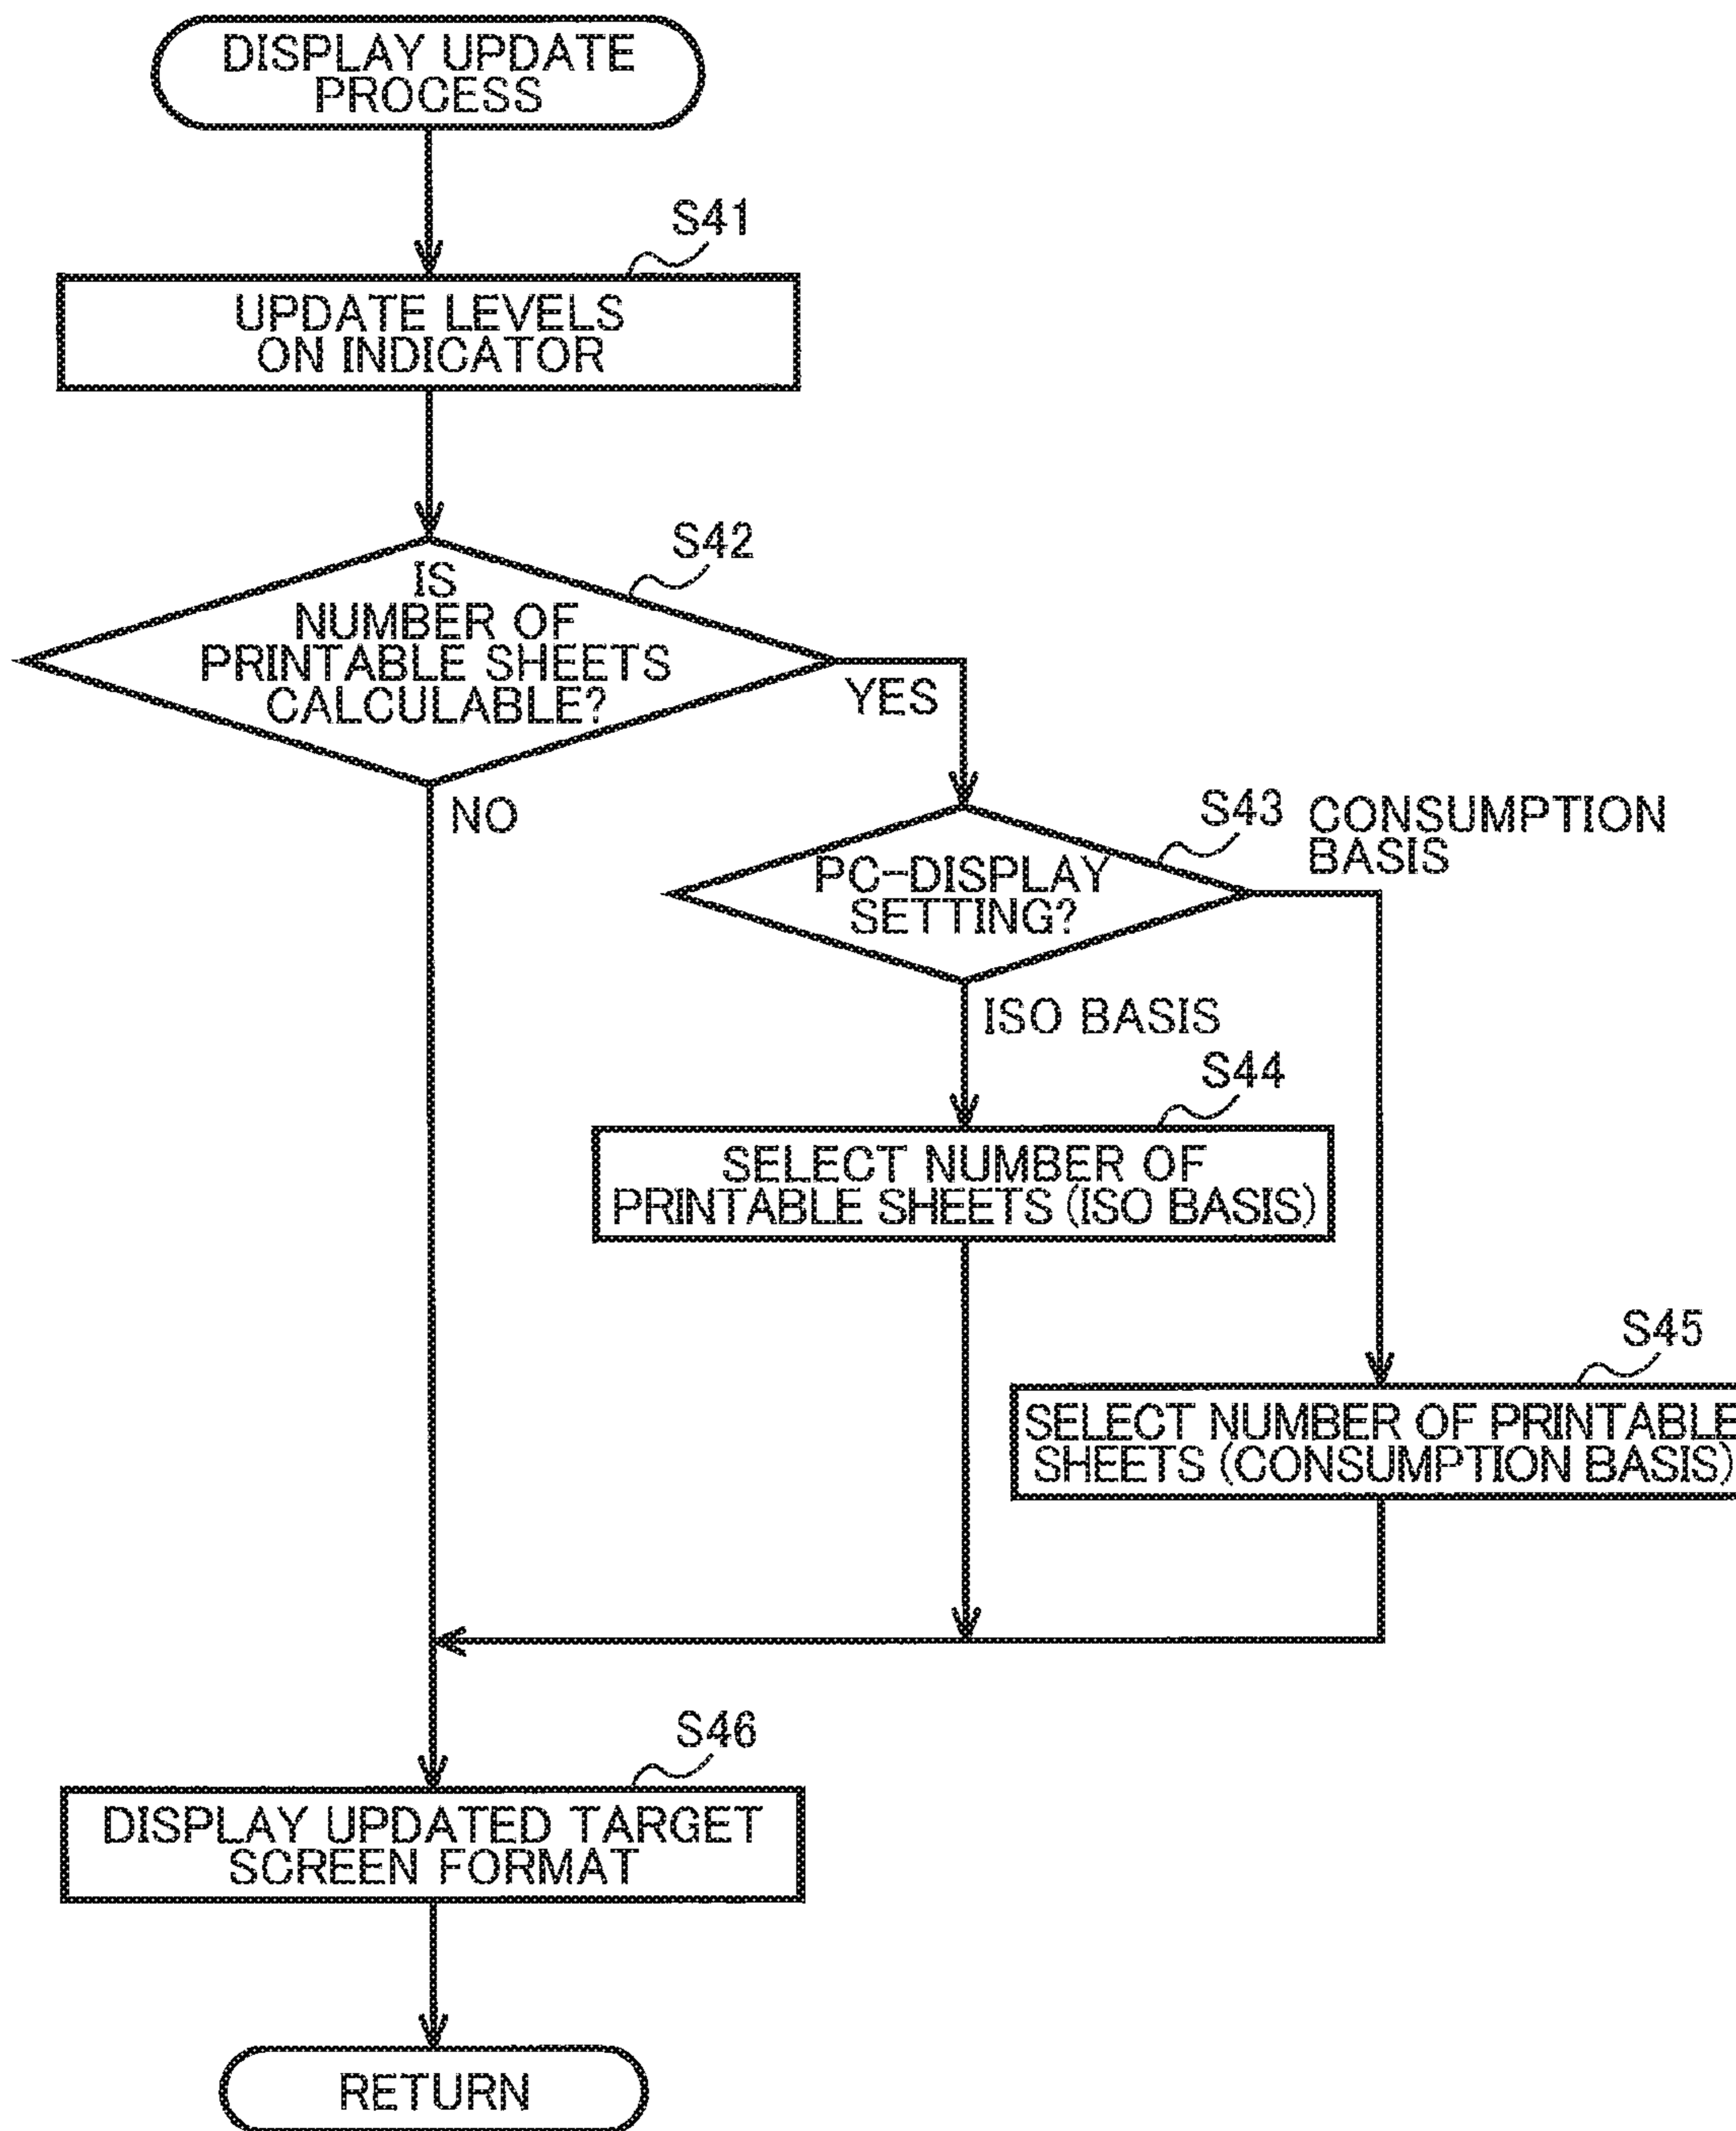 DISPLAY UPDATE
PROCESS
S41
UPDATE LEVELS
ON INDICATOR
S42
IS
NUMBER OF
PRINTABLE SHEETS
CALCULABLE?
YES
NO
S43
CONSUMPTION
BASIS
PC-DISPLAY
SETTING?
ISO BASIS
S44
SELECT NUMBER OF
PRINTABLE SHEETS (ISO BASIS)
S45
SELECT NUMBER OF PRINTABLE
SHEETS (CONSUMPTION BASIS)
S46
DISPLAY UPDATED TARGET
SCREEN FORMAT
RETURN